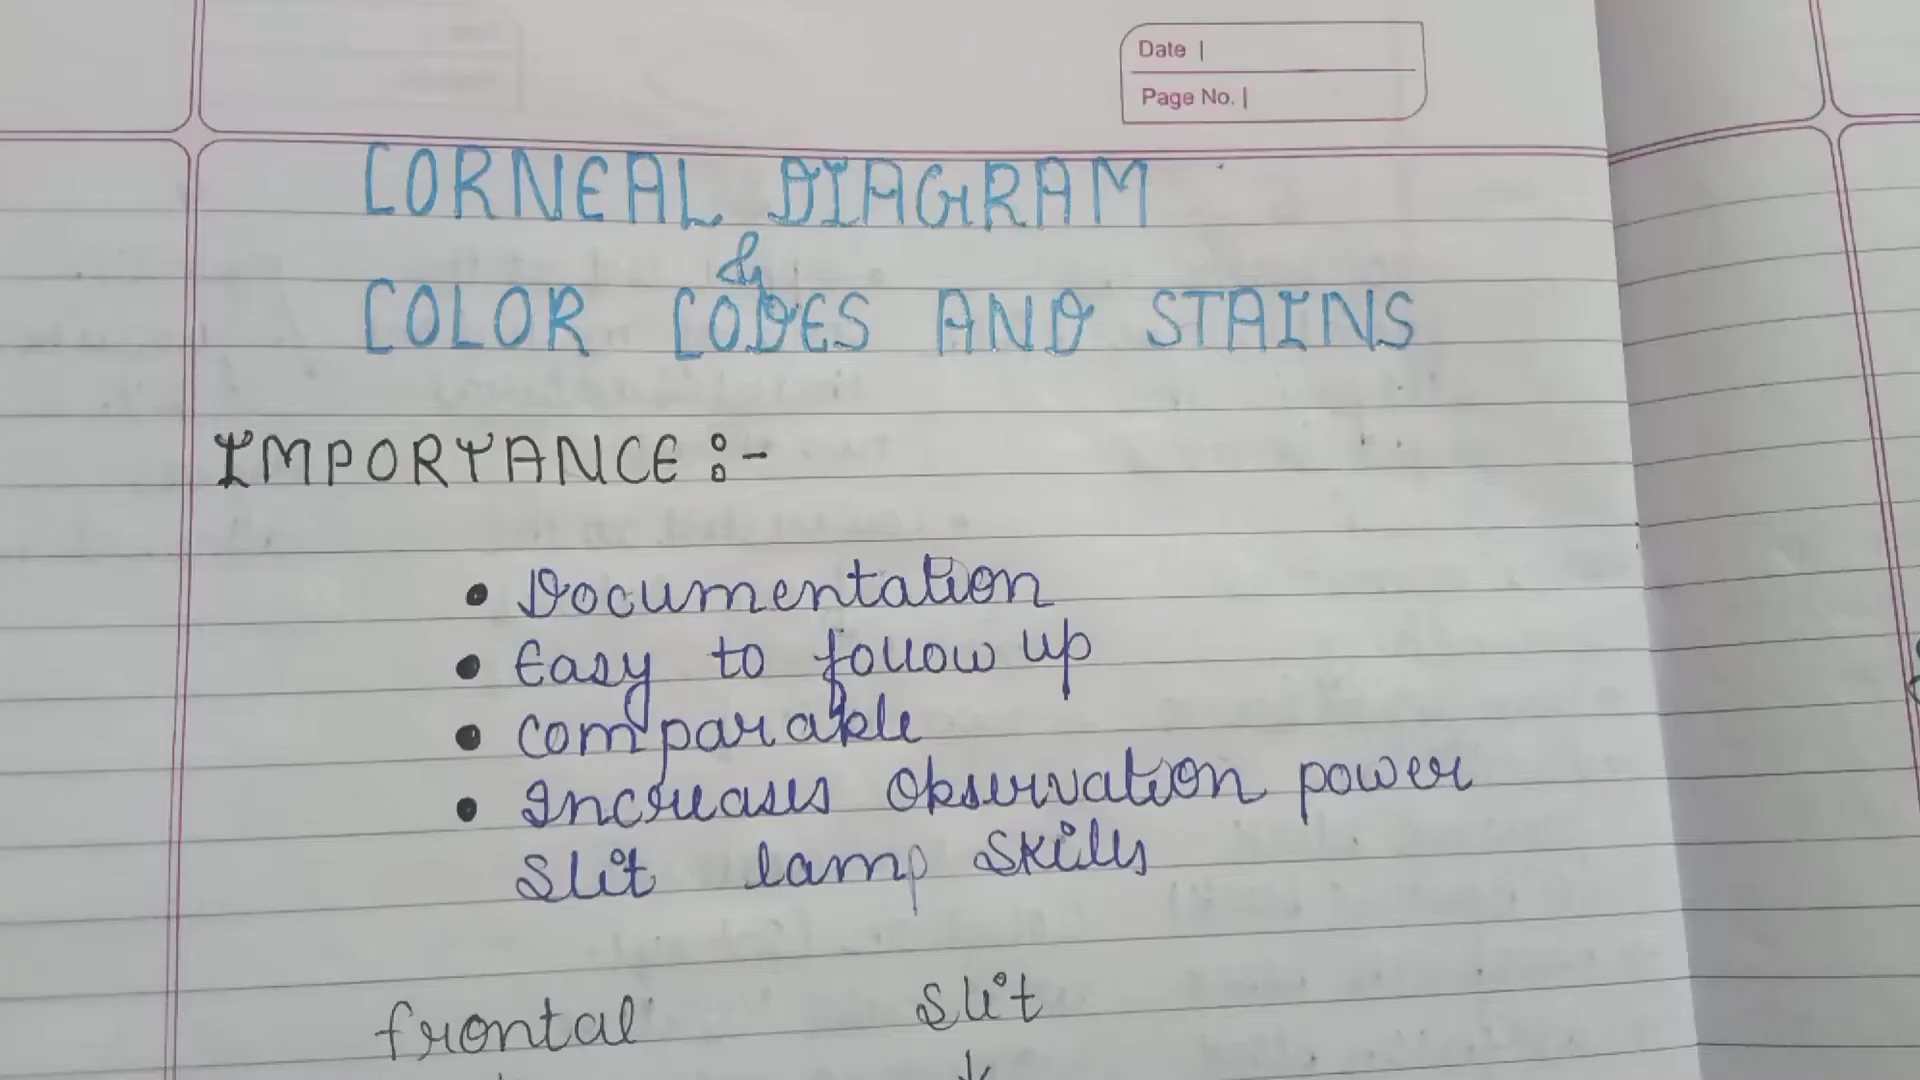 Date |
Page No. |
CORNEAL DIAGRAM
&
COLOR CODES AND STAINS
IMPORTANCE :-
• Documentation
• Easy to follow up
• Comparable
• Increases observation power
slit lamp skills
frontal slit